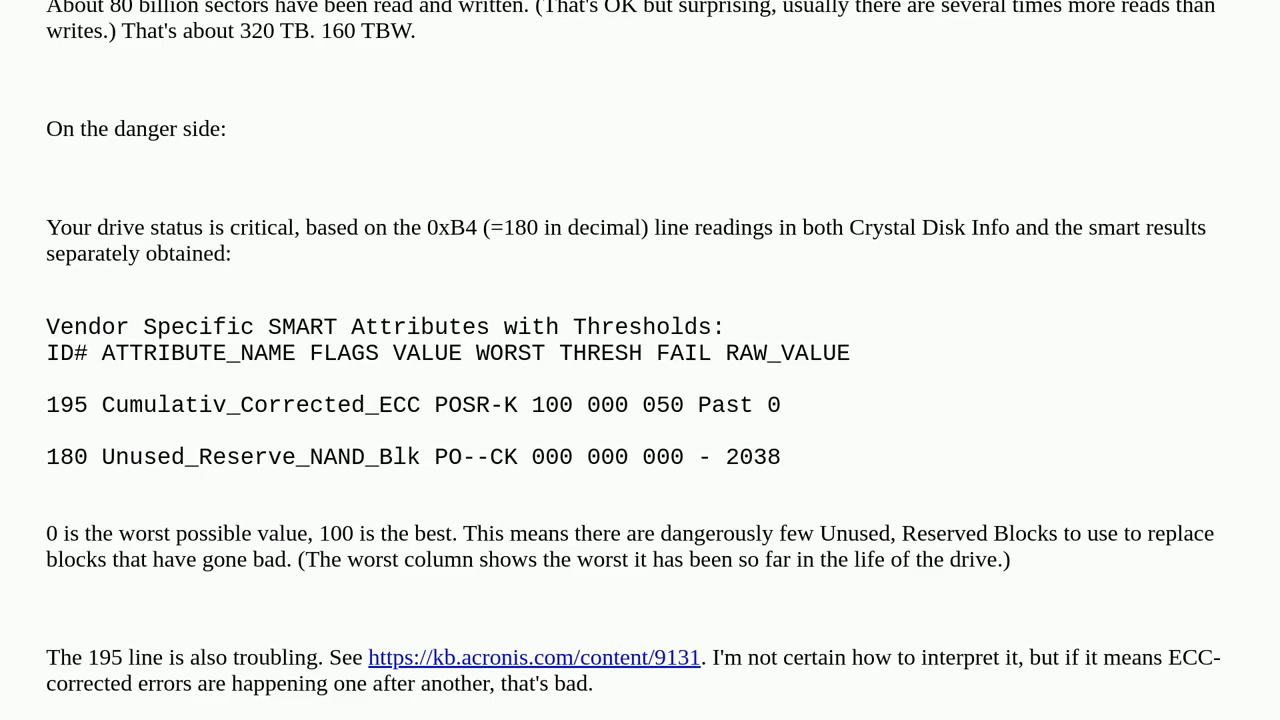 About 80 billion sectors have been read and written. (That's OK but surprising, usually there are several times more reads than
writes.) That's about 320 TB. 160 TBW.
On the danger side:
Your drive status is critical, based on the 0xB4 (=180 in decimal) line readings in both Crystal Disk Info and the smart results
separately obtained:
Vendor Specific SMART Attributes with Thresholds:
ID# ATTRIBUTE_NAME FLAGS VALUE WORST THRESH FAIL RAW_VALUE
195 Cumulativ_Corrected_ECC POSR-K 100 000 050 Past 0
180 Unused_Reserve_NAND_Blk PO--CK 000 000 000 - 2038
0 is the worst possible value, 100 is the best. This means there are dangerously few Unused, Reserved Blocks to use to replace
blocks that have gone bad. (The worst column shows the worst it has been so far in the life of the drive.)
The 195 line is also troubling. See https://kb.acronis.com/content/9131. I'm not certain how to interpret it, but if it means ECC-
corrected errors are happening one after another, that's bad.